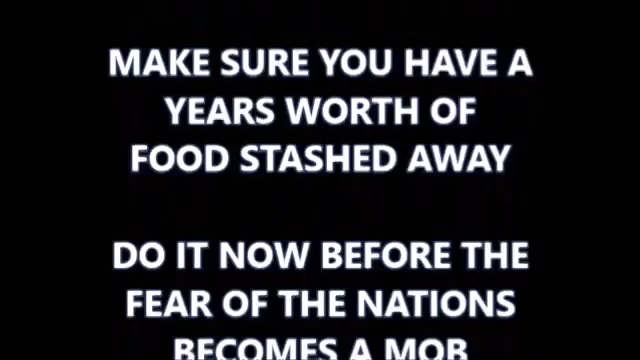 MAKE SURE YOU HAVE A
YEARS WORTH OF
FOOD STASHED AWAY
DO IT NOW BEFORE THE
FEAR OF THE NATIONS
BECOMES A MOB